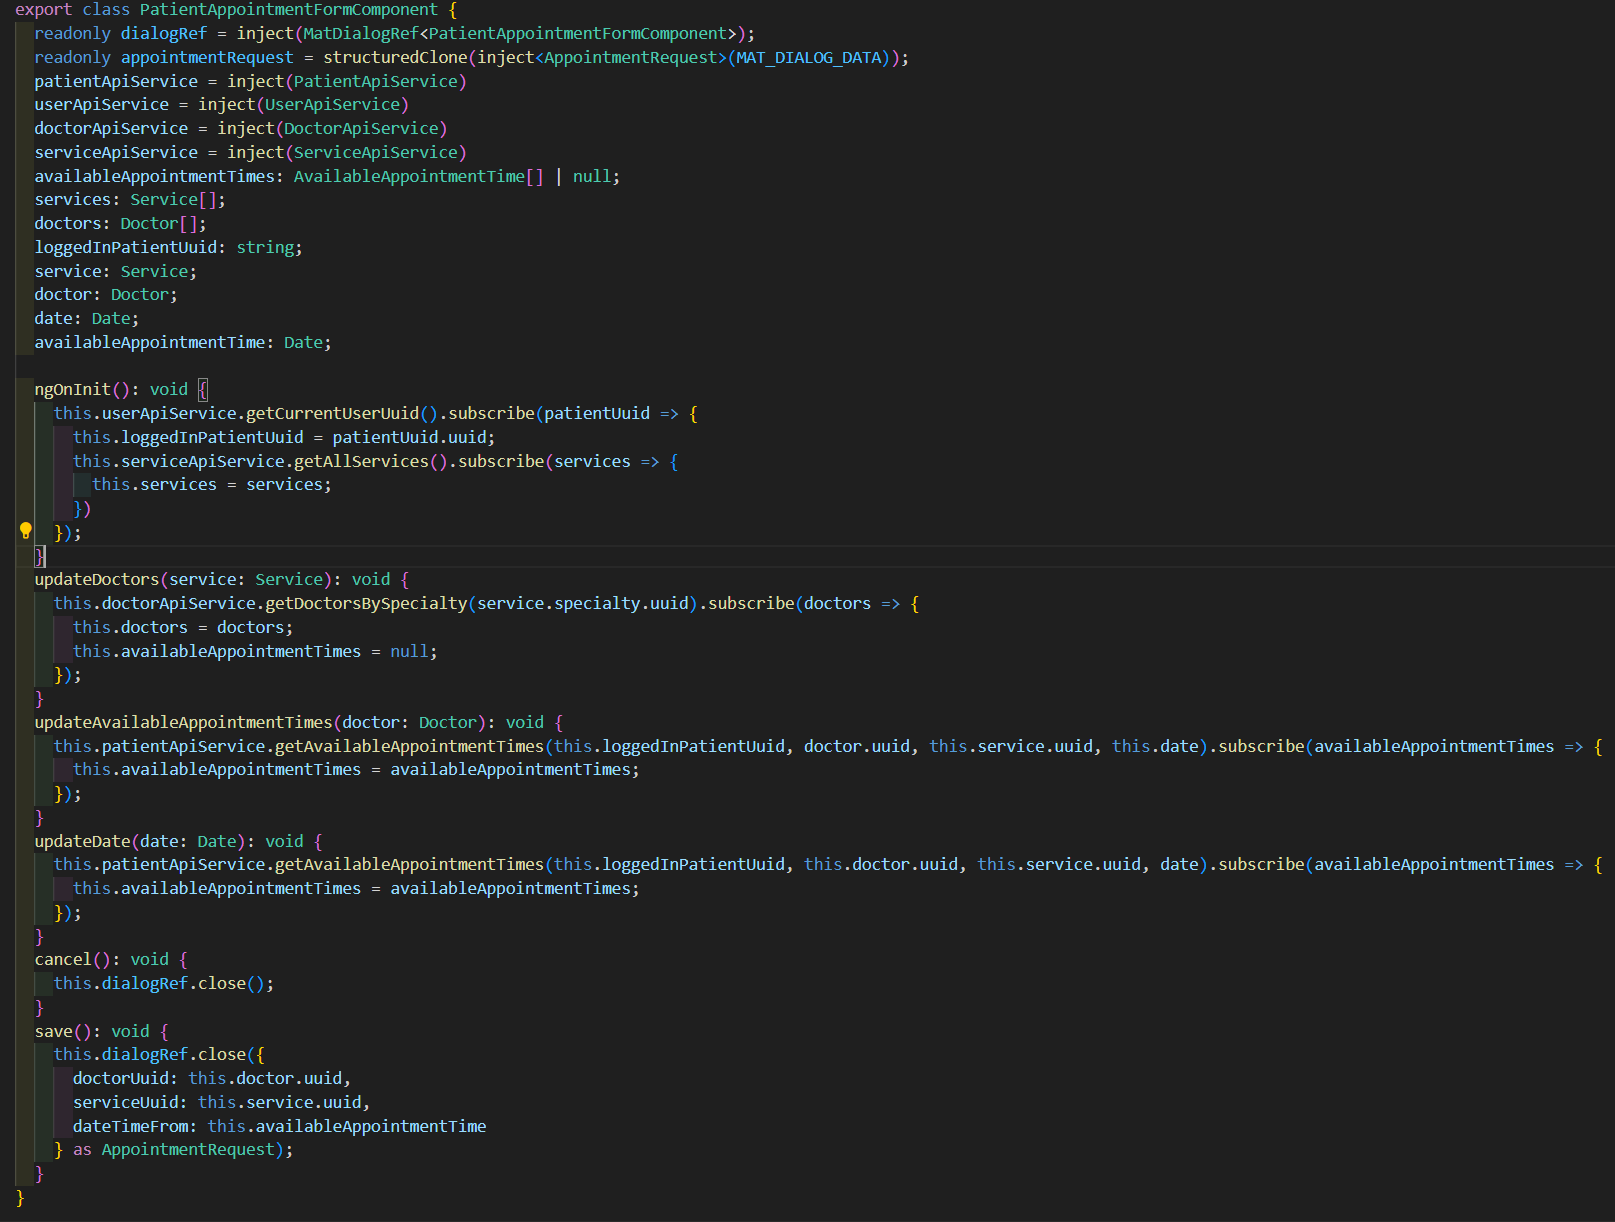 export class PatientAppointmentFormComponent {
  readonly dialogRef = inject(MatDialogRef<PatientAppointmentFormComponent>);
  readonly appointmentRequest = structuredClone(inject<AppointmentRequest>(MAT_DIALOG_DATA));
  patientApiService = inject(PatientApiService)
  userApiService = inject(UserApiService)
  doctorApiService = inject(DoctorApiService)
  serviceApiService = inject(ServiceApiService)
  availableAppointmentTimes: AvailableAppointmentTime[] | null;
  services: Service[];
  doctors: Doctor[];
  loggedInPatientUuid: string;
  service: Service;
  doctor: Doctor;
  date: Date;
  availableAppointmentTime: Date;

  ngOnInit(): void {
    this.userApiService.getCurrentUserUuid().subscribe(patientUuid => {
      this.loggedInPatientUuid = patientUuid.uuid;
      this.serviceApiService.getAllServices().subscribe(services => {
        this.services = services;
      })
    });
  }
  updateDoctors(service: Service): void {
    this.doctorApiService.getDoctorsBySpecialty(service.specialty.uuid).subscribe(doctors => {
      this.doctors = doctors;
      this.availableAppointmentTimes = null;
    });
  }
  updateAvailableAppointmentTimes(doctor: Doctor): void {
    this.patientApiService.getAvailableAppointmentTimes(this.loggedInPatientUuid, doctor.uuid, this.service.uuid, this.date).subscribe(availableAppointmentTimes => {
      this.availableAppointmentTimes = availableAppointmentTimes;
    });
  }
  updateDate(date: Date): void {
    this.patientApiService.getAvailableAppointmentTimes(this.loggedInPatientUuid, this.doctor.uuid, this.service.uuid, date).subscribe(availableAppointmentTimes => {
      this.availableAppointmentTimes = availableAppointmentTimes;
    });
  }
  cancel(): void {
    this.dialogRef.close();
  }
  save(): void {
    this.dialogRef.close({
      doctorUuid: this.doctor.uuid,
      serviceUuid: this.service.uuid,
      dateTimeFrom: this.availableAppointmentTime
    } as AppointmentRequest);
  }
}